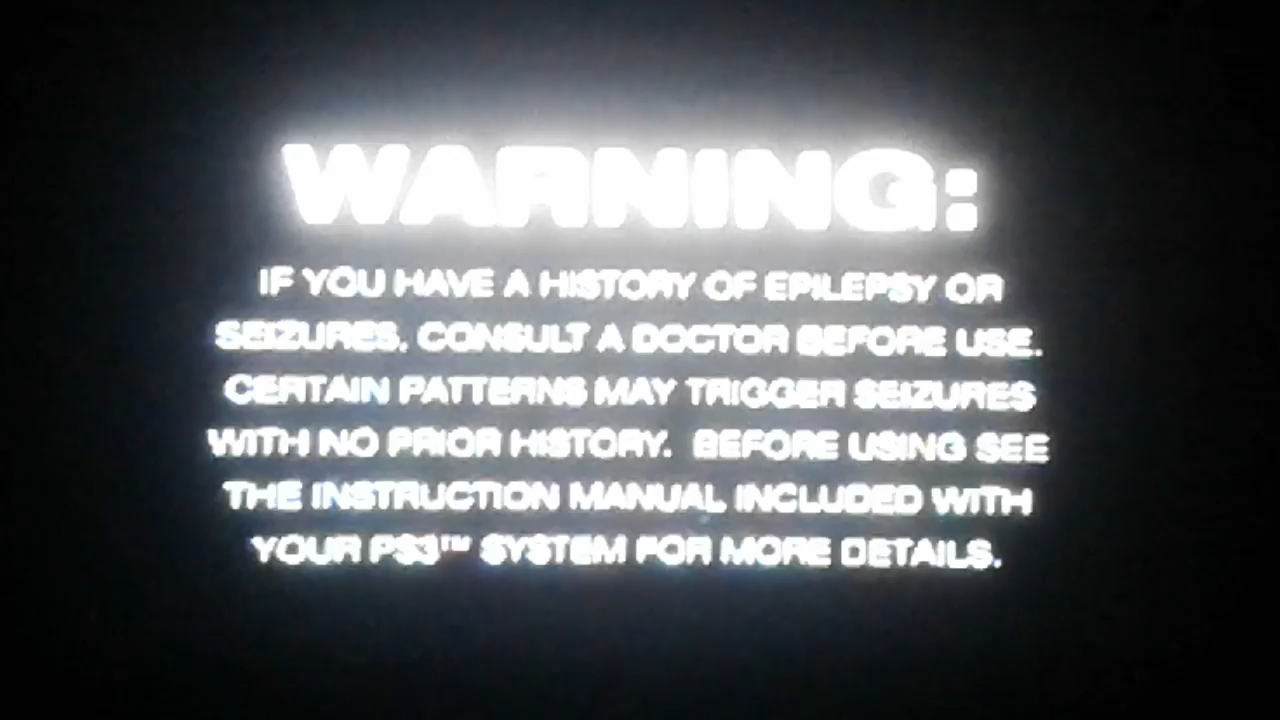 WARNING:
IF YOU HAVE A HISTORY OF EPILEPSY OR
SEIZURES, CONSULT A DOCTOR BEFORE USE.
CERTAIN PATTERNS MAY TRIGGER SEIZURES
WITH NO PRIOR HISTORY. BEFORE USING SEE
THE INSTRUCTION MANUAL INCLUDED WITH
YOUR PS3™ SYSTEM FOR MORE DETAILS.